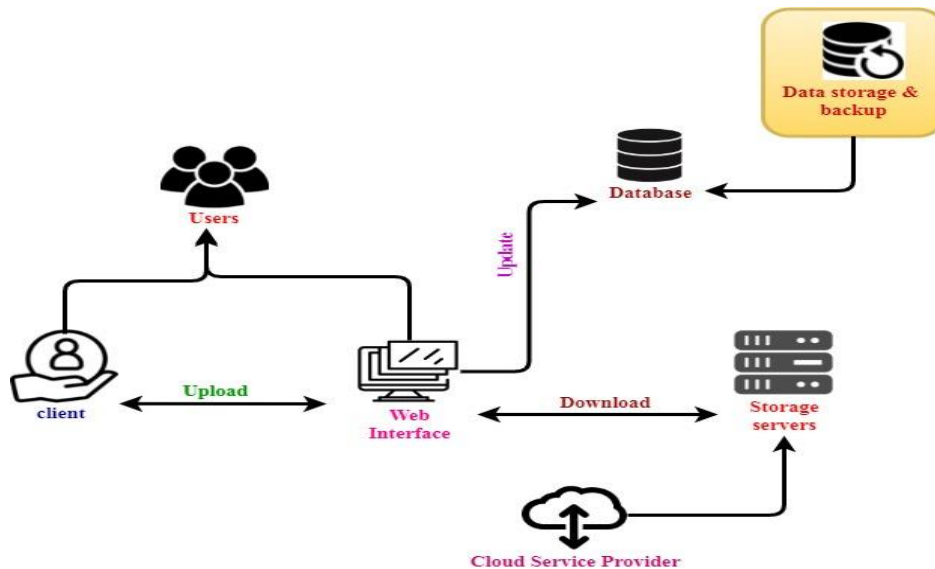 Data storage &
backup
Database
Users
Update
client
Upload
Web
Interface
Download
Storage
servers
Cloud Service Provider